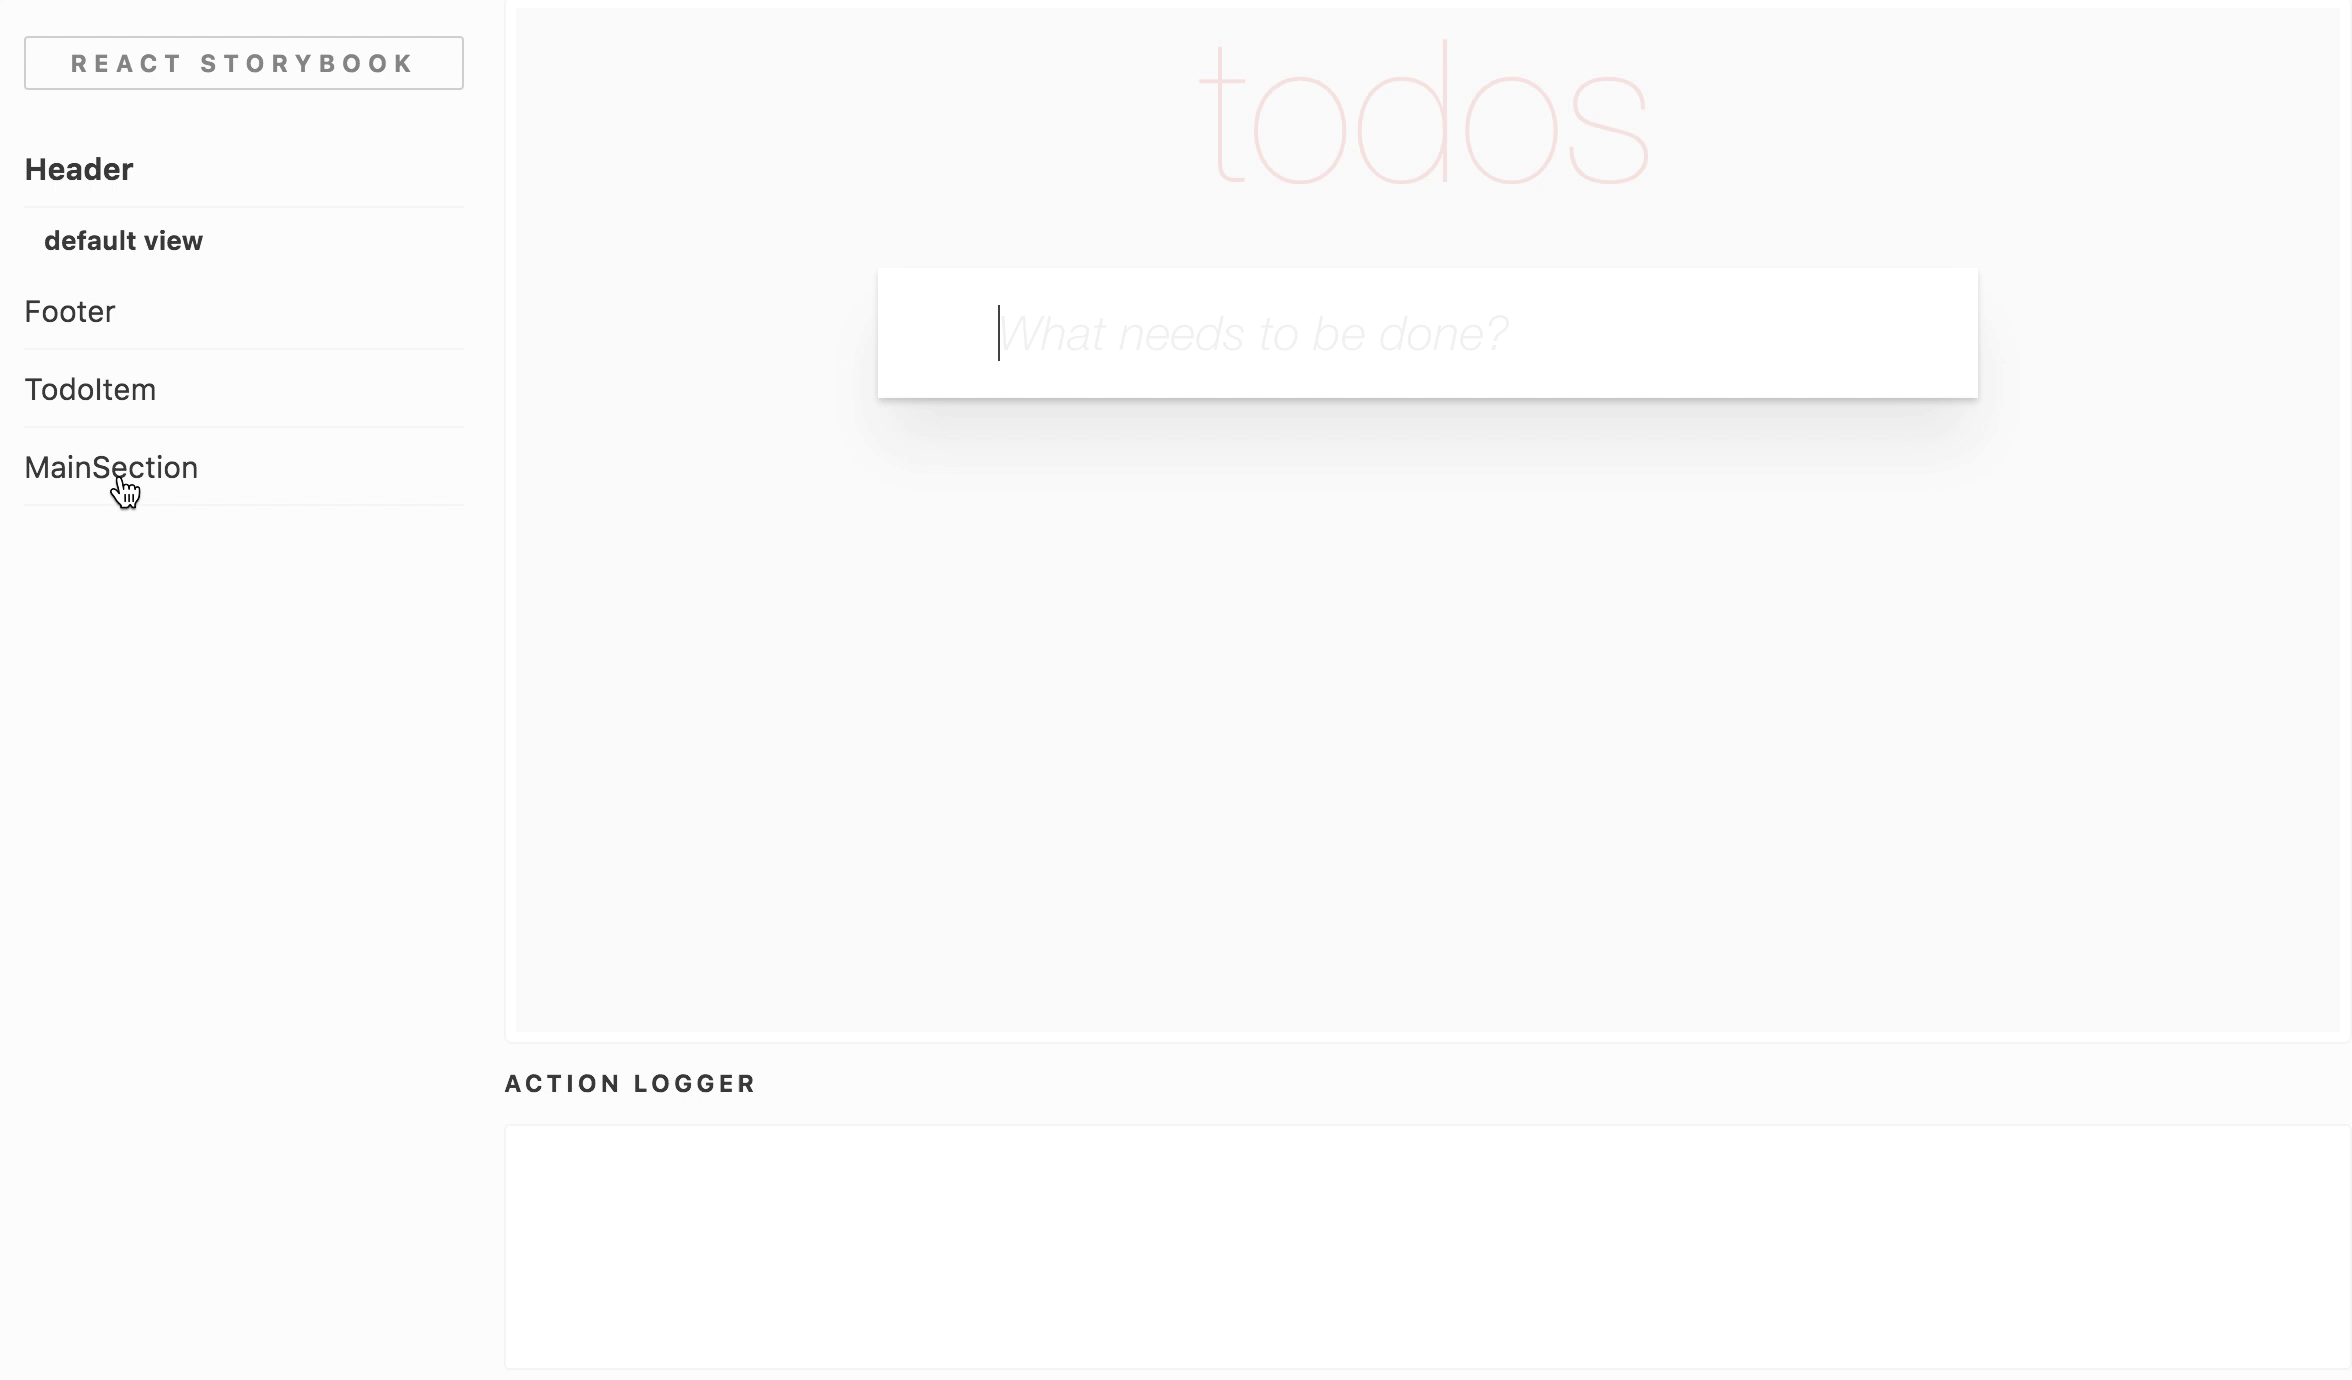 REACT STORYBOOK
Header
default view
Footer
TodoItem
MainSection
todos
What needs to be done?
ACTION LOGGER